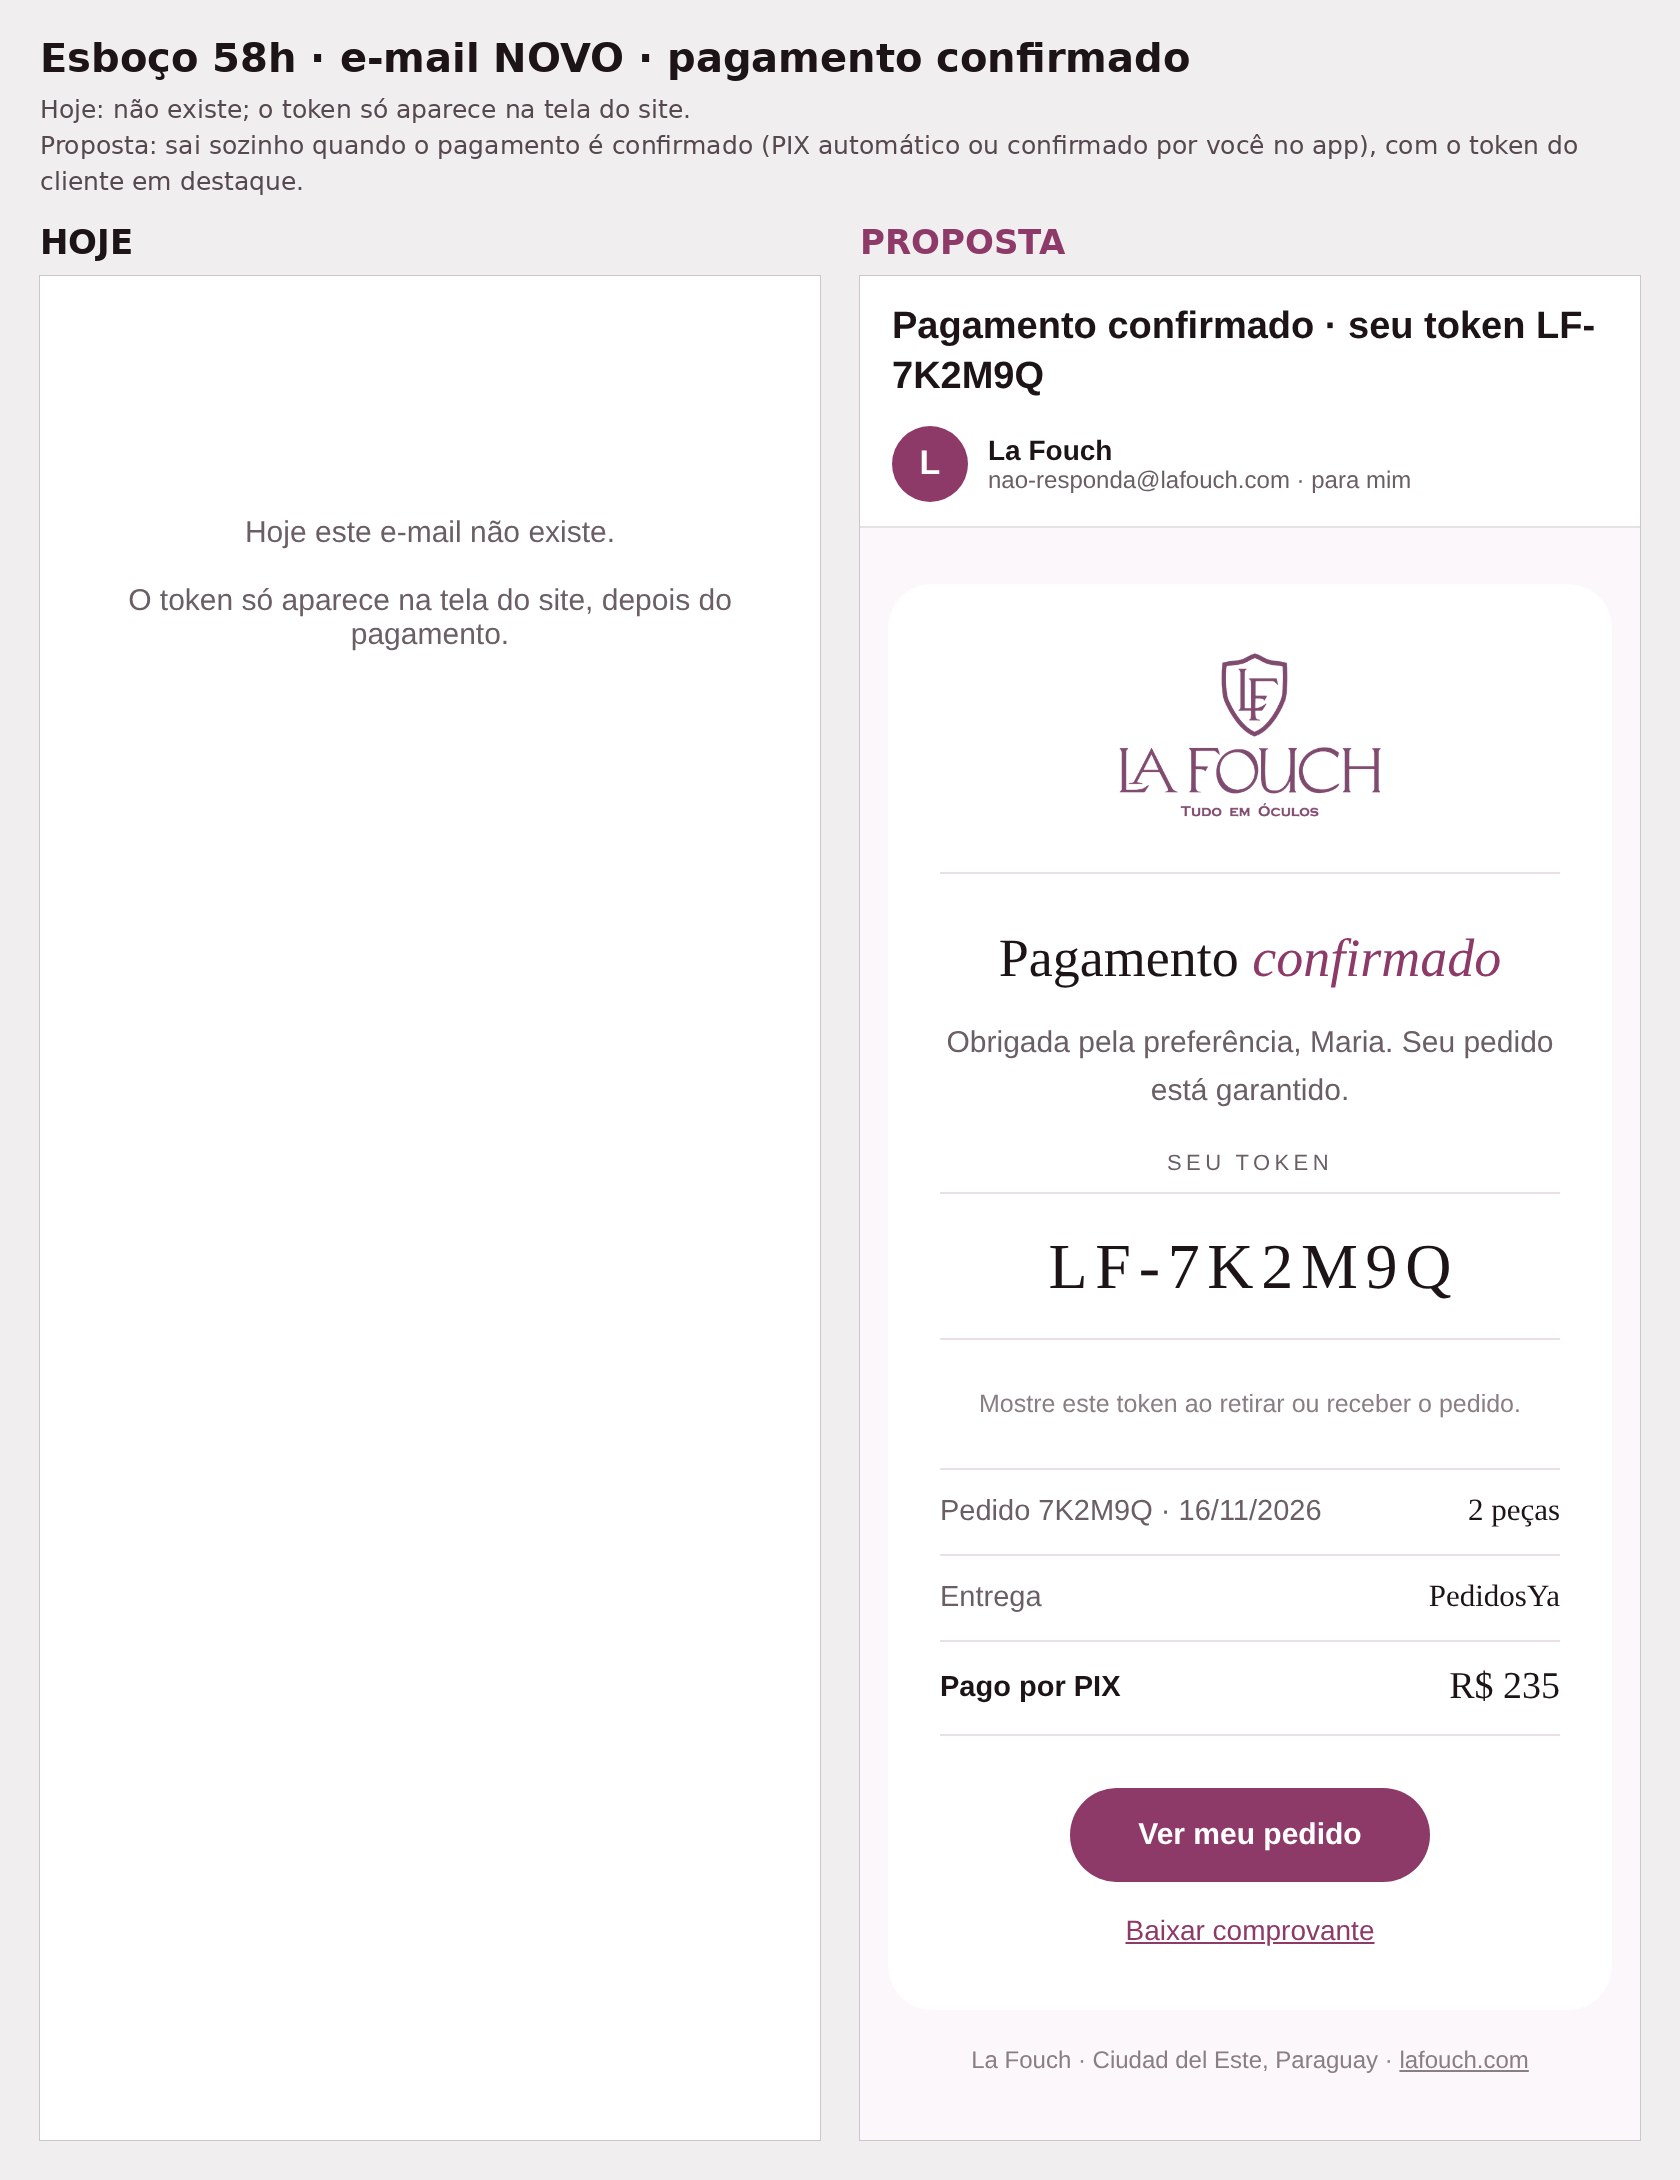 Esboço 58h · e-mail NOVO · pagamento confirmado
Hoje: não existe; o token só aparece na tela do site.
Proposta: sai sozinho quando o pagamento é confirmado (PIX automático ou confirmado por você no app), com o token do
cliente em destaque.
HOJE
Hoje este e-mail não existe.
O token só aparece na tela do site, depois do
pagamento.
PROPOSTA
Pagamento confirmado · seu token LF-
7K2M9Q
L
La Fouch
nao-responda@lafouch.com · para mim
LF
LA FOUCH
Tudo em Óculos
Pagamento confirmado
Obrigada pela preferência, Maria. Seu pedido
está garantido.
SEU TOKEN
LF-7K2M9Q
Mostre este token ao retirar ou receber o pedido.
Pedido 7K2M9Q · 16/11/2026 2 peças
Entrega PedidosYa
Pago por PIX R$ 235
Ver meu pedido
Baixar comprovante
La Fouch · Ciudad del Este, Paraguay · lafouch.com